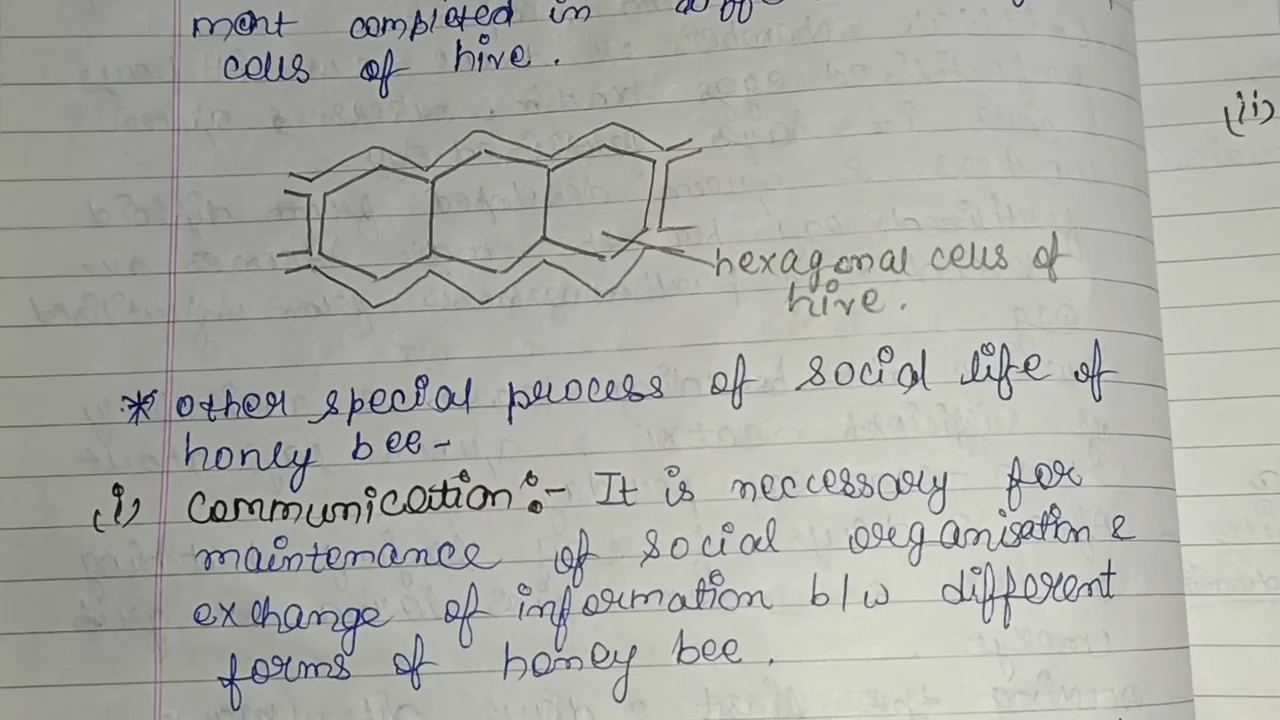 ment completed in
cells of hive.
(ii)
hexagonal cells of
hive.
* other special process of social life of
honey bee-
(i) communication :- It is neccessary for
maintenance of social organisation &
exchange of information b/w different
forms of honey bee.